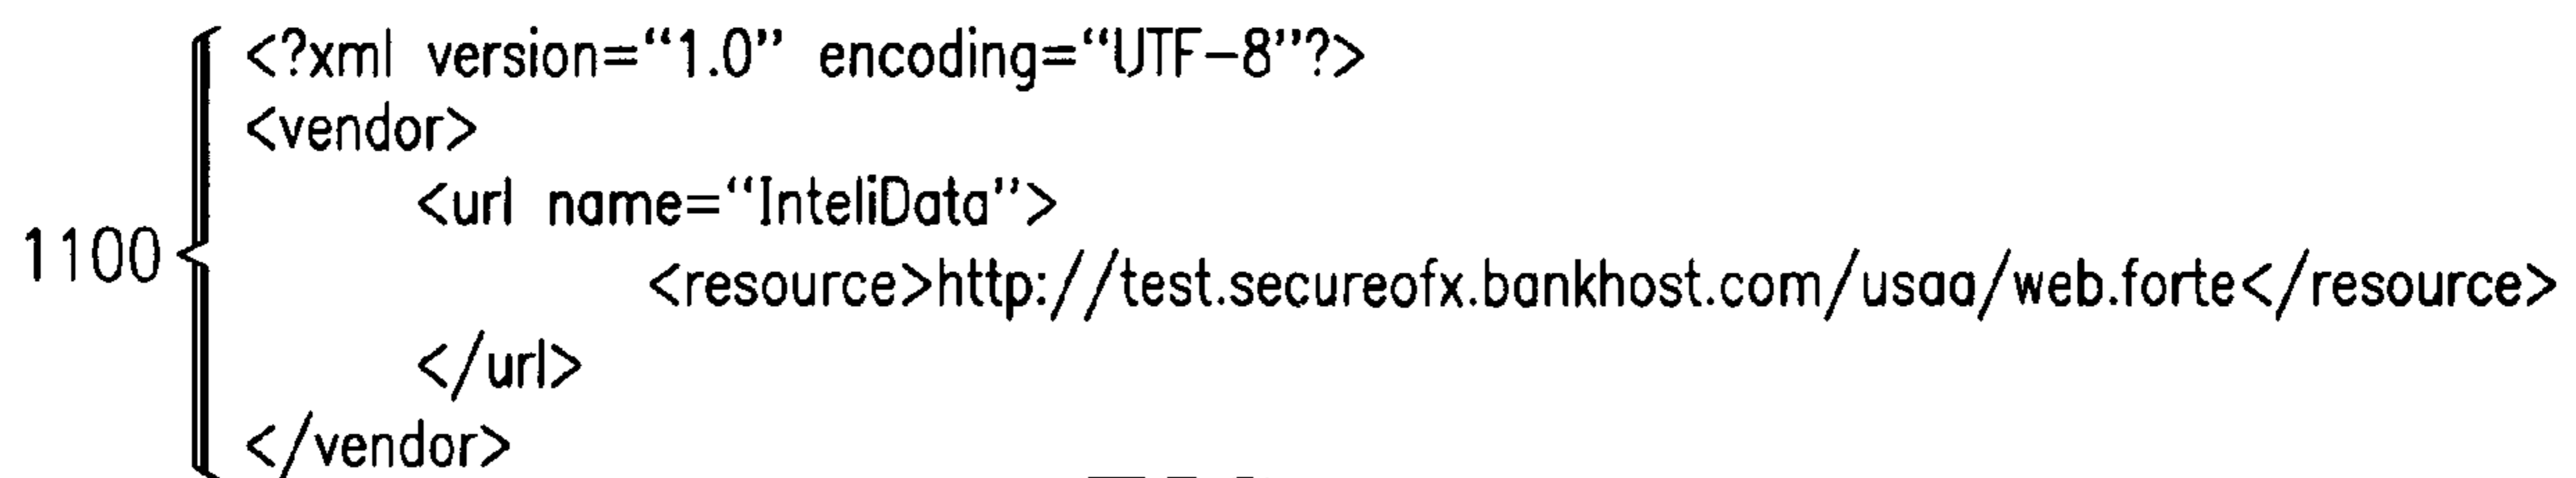 <?xml version=“1.0” encoding=“UTF-8”?>
<vendor>
<url name=“InteliData”>
1100
<resource>http://test.secureofx.bankhost.com/usaa/web.forte</resource>
</url>
</vendor>